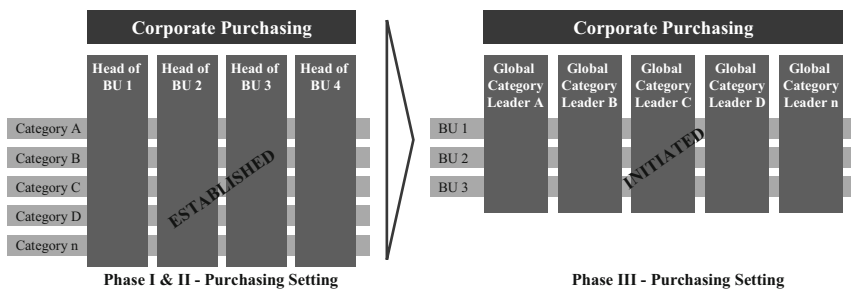 Corporate Purchasing
Head of
BU 1
Head of
BU 2
Head of
BU 3
Head of
BU 4
Category A
Category B
Category C
Category D
Category n
ESTABLISHED
Phase I & II - Purchasing Setting
Corporate Purchasing
Global
Category
Leader A
Global
Category
Leader B
Global
Category
Leader C
Global
Category
Leader D
Global
Category
Leader n
BU 1
BU 2
BU 3
INITIATED
Phase III - Purchasing Setting